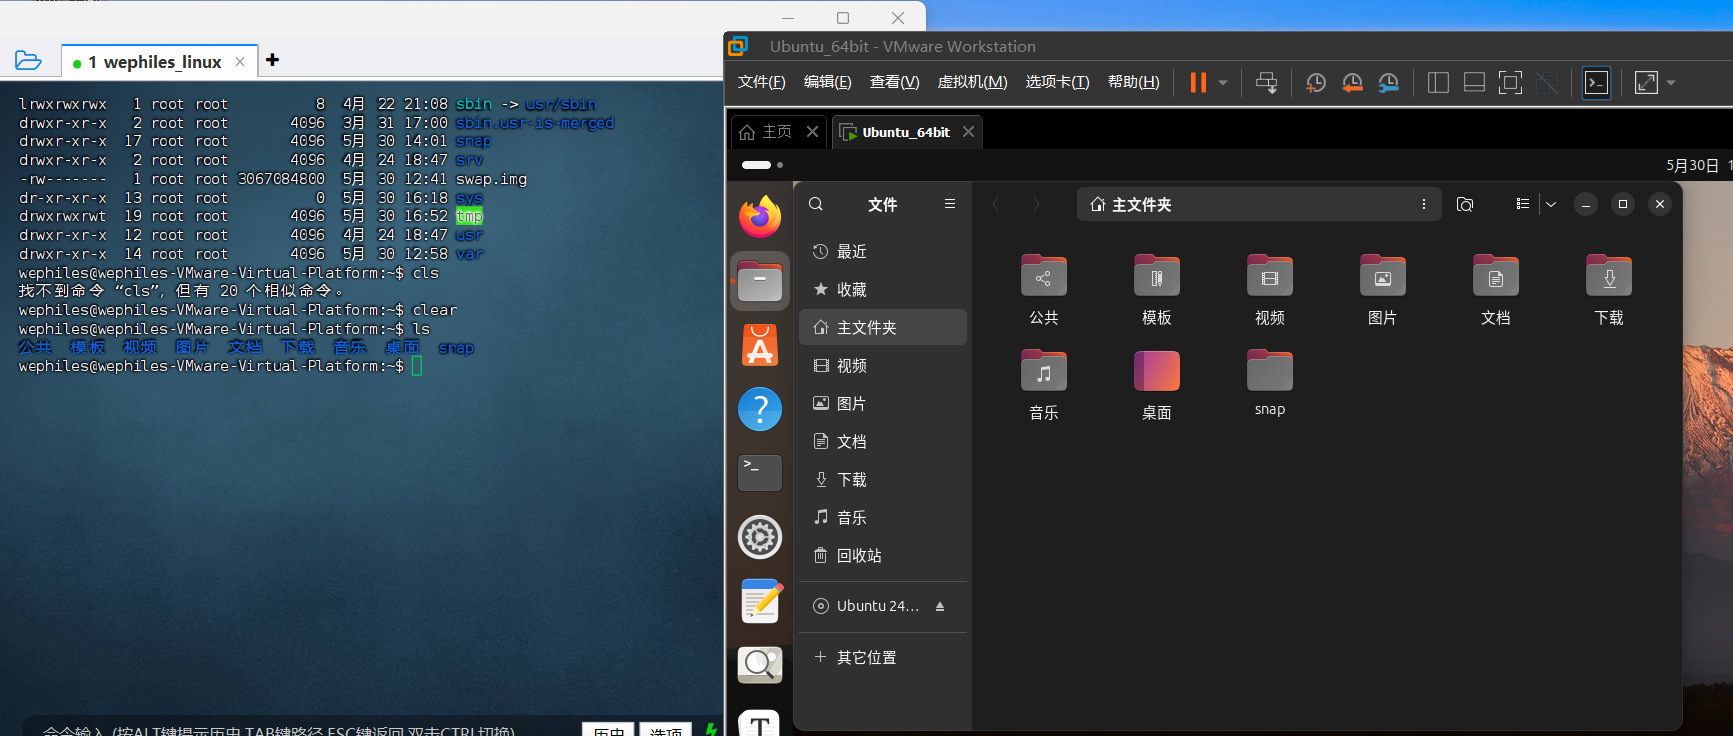 1 wephiles_linux
lrwxrwxrwx 1 root root 8 4月 22 21:08 sbin -> usr/sbin
drwxr-xr-x 2 root root 4096 3月 31 17:00 sbin.usr-is-merged
drwxr-xr-x 17 root root 4096 5月 30 14:01 snap
drwxr-xr-x 2 root root 4096 4月 24 18:47 srv
-rw------- 1 root root 3067084800 5月 30 12:41 swap.img
dr-xr-xr-x 13 root root 0 5月 30 16:18 sys
drwxrwxrwt 19 root root 4096 5月 30 16:52 tmp
drwxr-xr-x 12 root root 4096 4月 24 18:47 usr
drwxr-xr-x 14 root root 4096 5月 30 12:58 var
wephiles@wephiles-VMware-Virtual-Platform:~$ cls
找不到命令 “cls”，但有 20 个相似命令。
wephiles@wephiles-VMware-Virtual-Platform:~$ clear
wephiles@wephiles-VMware-Virtual-Platform:~$ ls
公共 模板 视频 图片 文档 下载 音乐 桌面 snap
wephiles@wephiles-VMware-Virtual-Platform:~$
命令输入 (按ALT键提示历史,TAB键路径,ESC键返回,双击CTRL切换)
历史 选项
Ubuntu_64bit - VMware Workstation
文件(F) 编辑(E) 查看(V) 虚拟机(M) 选项卡(T) 帮助(H)
主页 Ubuntu_64bit
5月30日 1
文件
主文件夹
最近
收藏
主文件夹
视频
图片
文档
下载
音乐
回收站
Ubuntu 24...
其它位置
公共 模板 视频 图片 文档 下载
音乐 桌面 snap